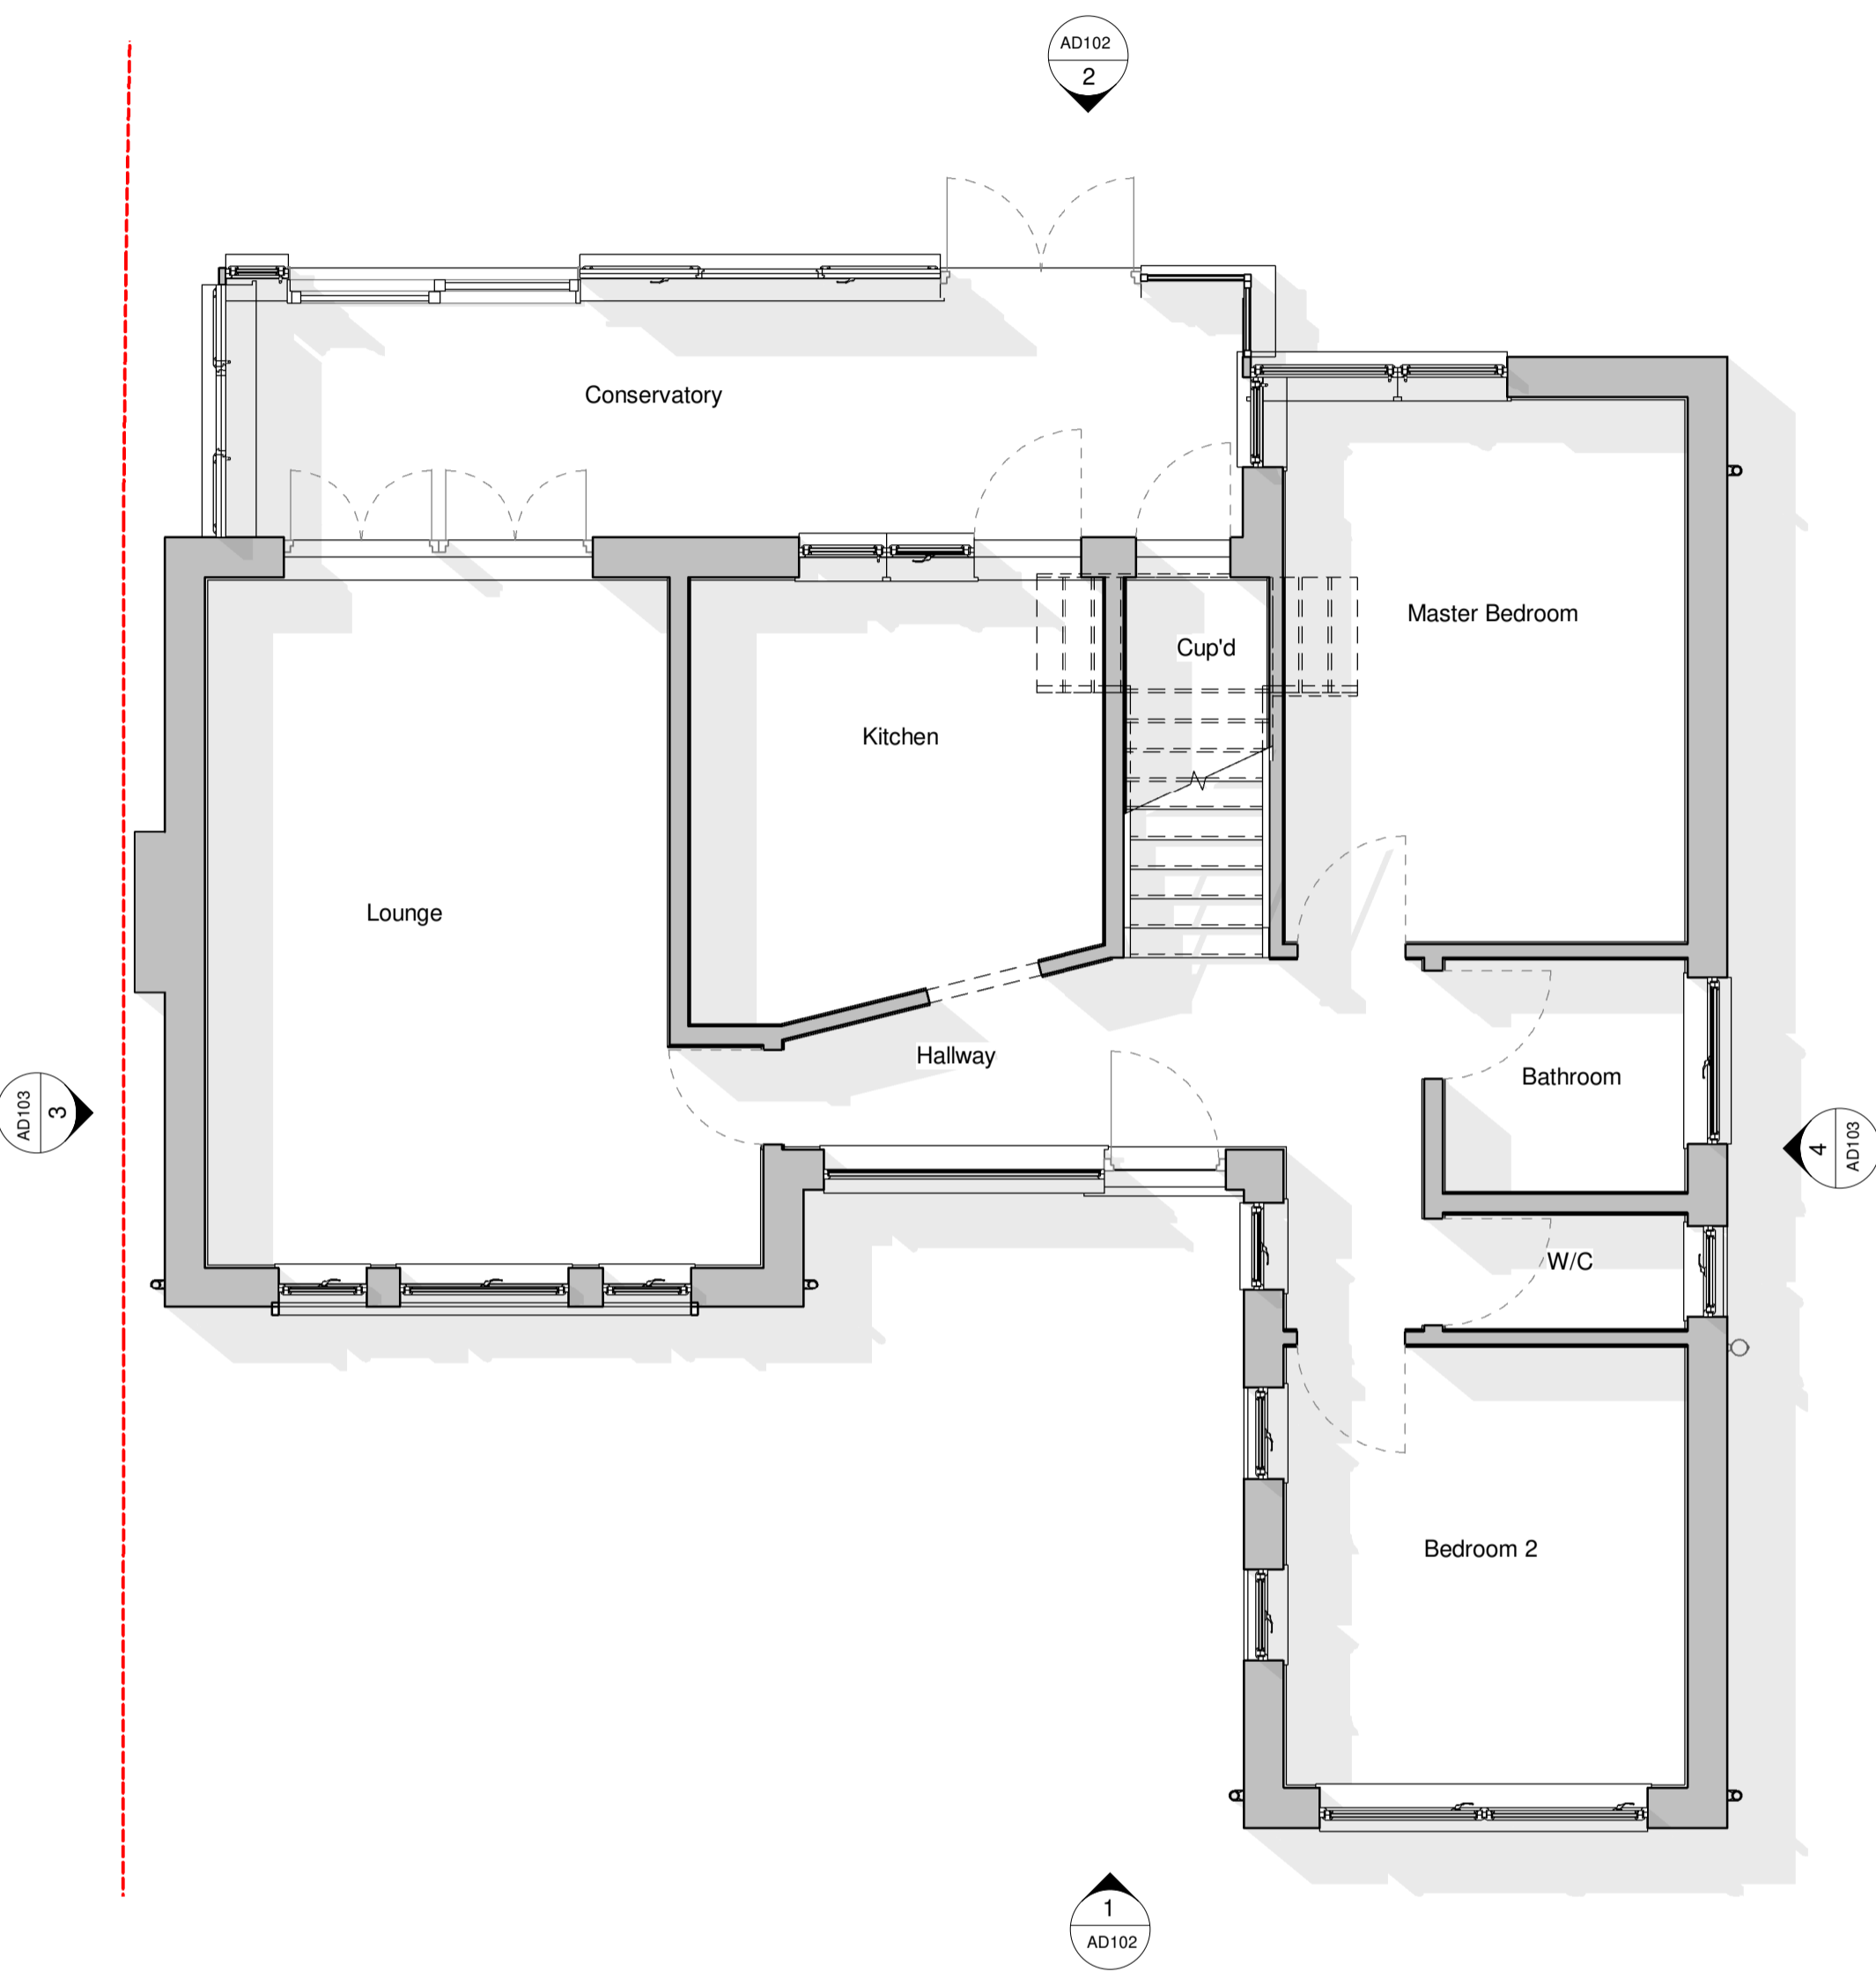 AD102
2
Conservatory
Master Bedroom
Cup'd
Kitchen
Lounge
Hallway
Bathroom
AD103
3
4
AD103
W/C
Bedroom 2
1
AD102